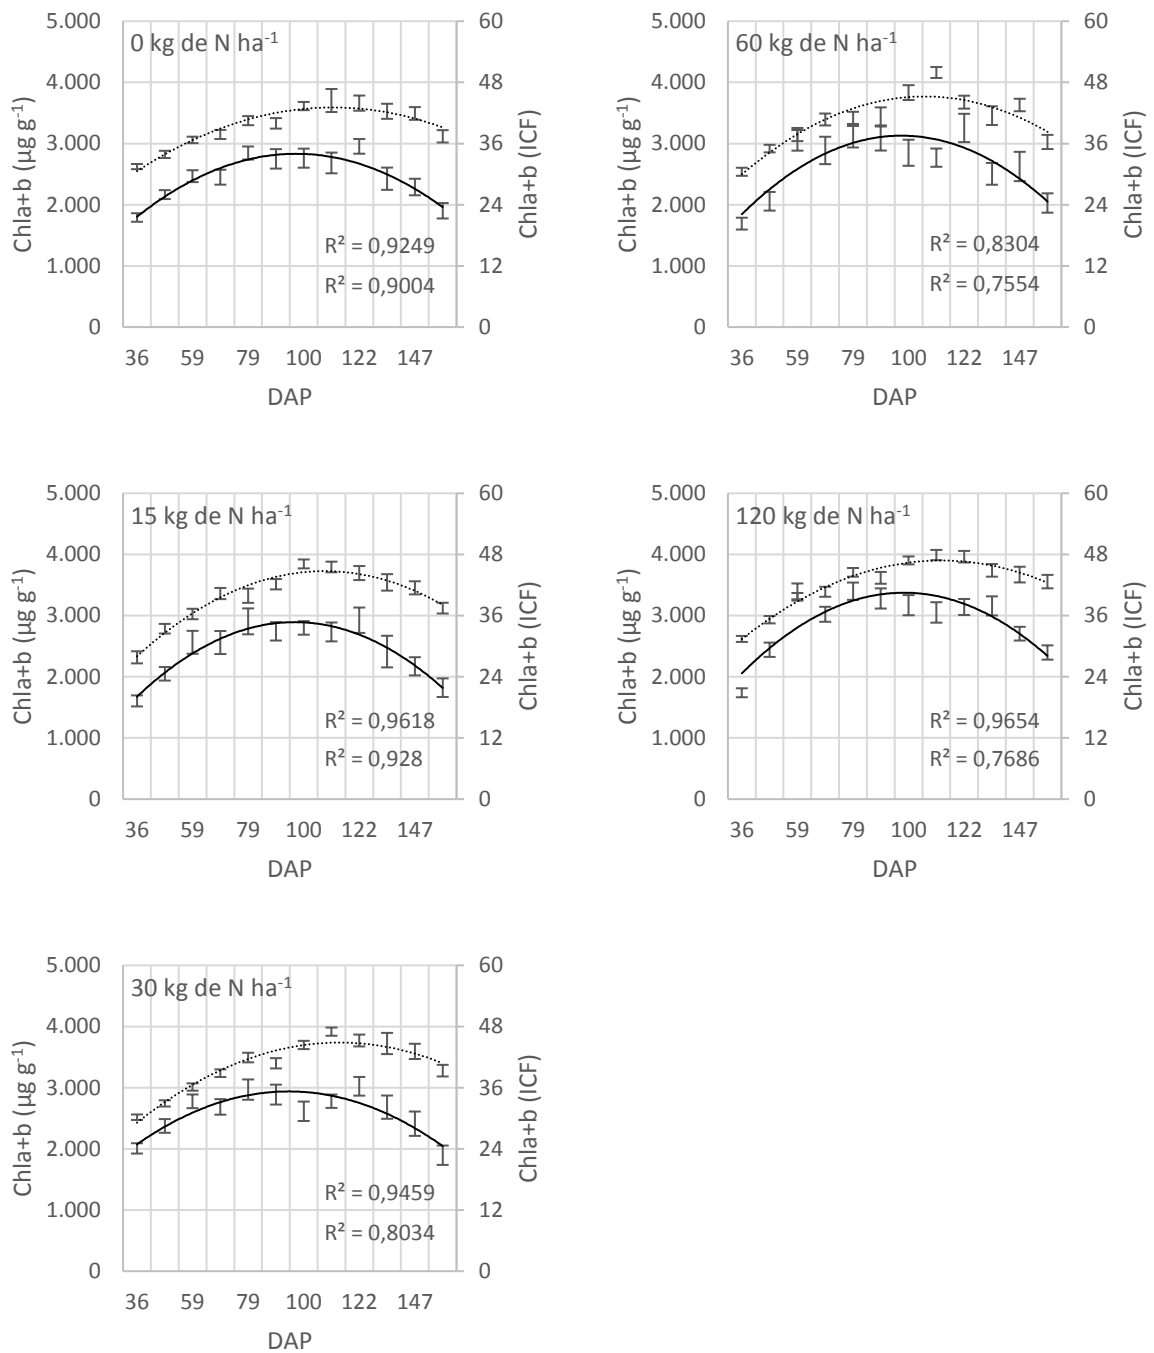 0 kg de N ha⁻¹
5.000
4.000
3.000
2.000
1.000
0
Chla+b (µg g⁻¹)
60
48
36
24
12
0
Chla+b (ICF)
R² = 0,9249
R² = 0,9004
36 59 79 100 122 147
DAP
60 kg de N ha⁻¹
5.000
4.000
3.000
2.000
1.000
0
Chla+b (µg g⁻¹)
60
48
36
24
12
0
Chla+b (ICF)
R² = 0,8304
R² = 0,7554
36 59 79 100 122 147
DAP
15 kg de N ha⁻¹
5.000
4.000
3.000
2.000
1.000
0
Chla+b (µg g⁻¹)
60
48
36
24
12
0
Chla+b (ICF)
R² = 0,9618
R² = 0,928
36 59 79 100 122 147
DAP
120 kg de N ha⁻¹
5.000
4.000
3.000
2.000
1.000
0
Chla+b (µg g⁻¹)
60
48
36
24
12
0
Chla+b (ICF)
R² = 0,9654
R² = 0,7686
36 59 79 100 122 147
DAP
30 kg de N ha⁻¹
5.000
4.000
3.000
2.000
1.000
0
Chla+b (µg g⁻¹)
60
48
36
24
12
0
Chla+b (ICF)
R² = 0,9459
R² = 0,8034
36 59 79 100 122 147
DAP